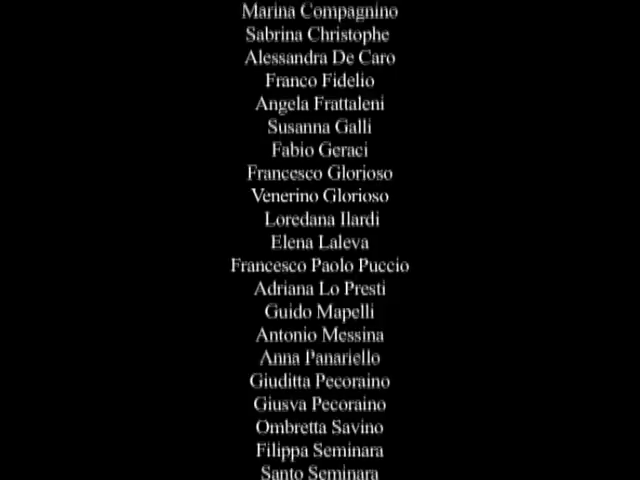 Marina Compagnino
Sabrina Christophe
Alessandra De Caro
Franco Fidelio
Angela Frattaleni
Susanna Galli
Fabio Geraci
Francesco Glorioso
Venerino Glorioso
Loredana Ilardi
Elena Laleva
Francesco Paolo Puccio
Adriana Lo Presti
Guido Mapelli
Antonio Messina
Anna Panariello
Giuditta Pecoraino
Giusva Pecoraino
Ombretta Savino
Filippa Seminara
Santo Seminara